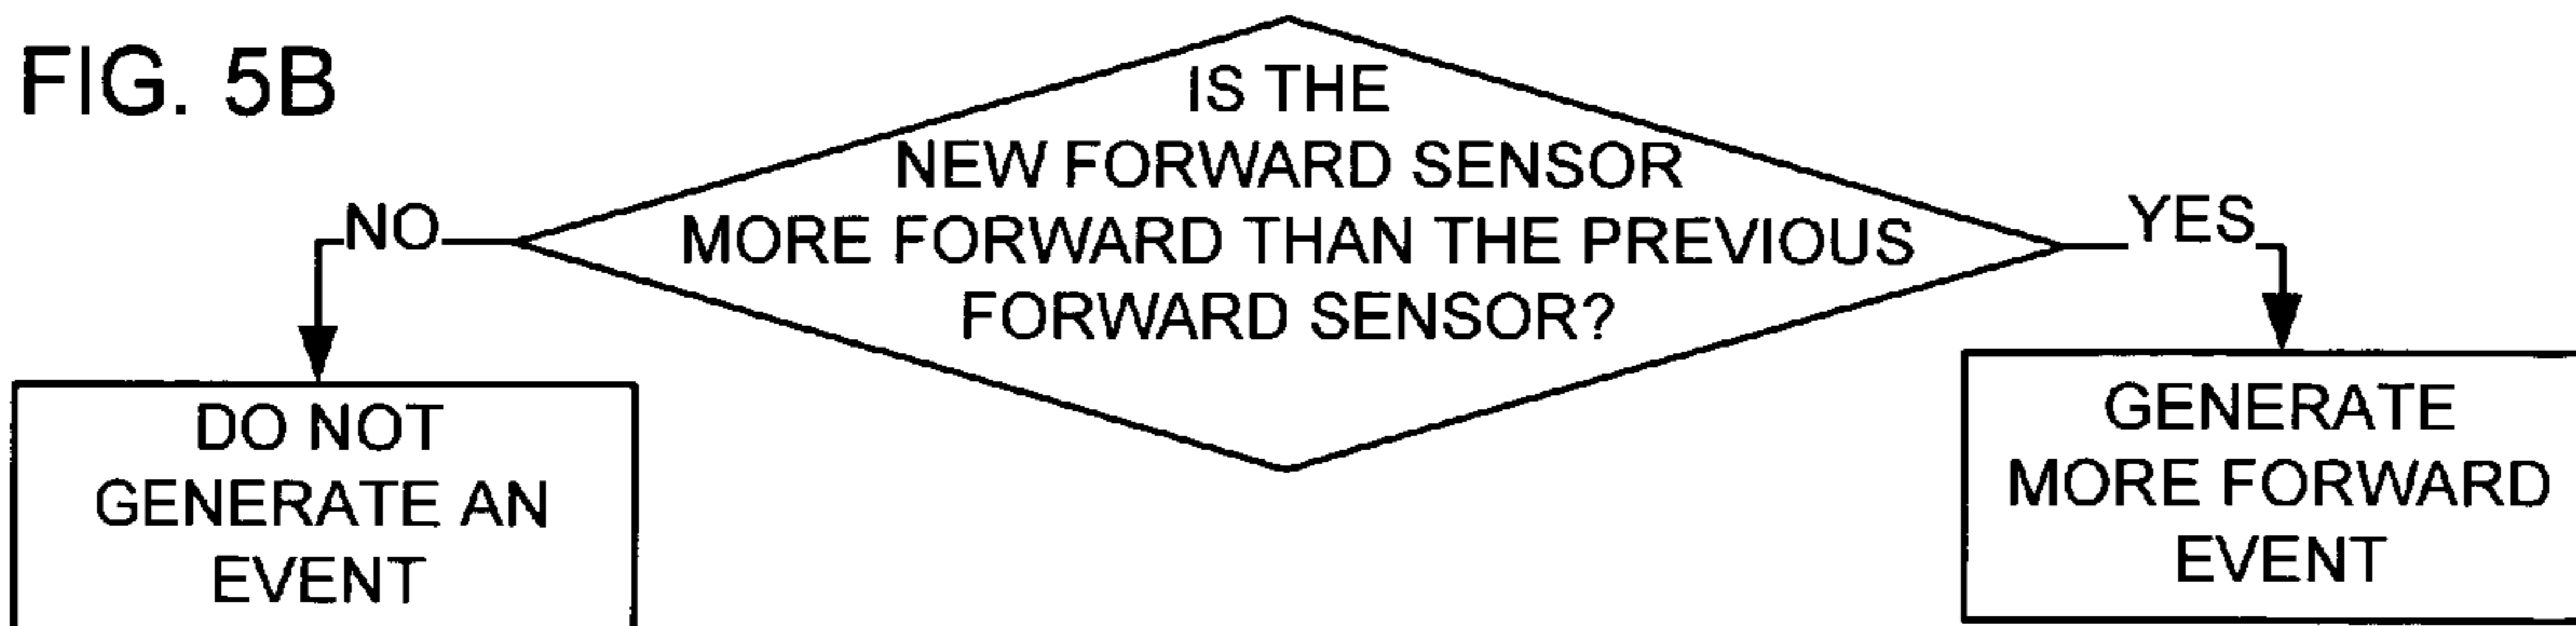 FIG. 5B
IS THE
NEW FORWARD SENSOR
MORE FORWARD THAN THE PREVIOUS
FORWARD SENSOR?
NO
YES
DO NOT
GENERATE AN
EVENT
GENERATE
MORE FORWARD
EVENT